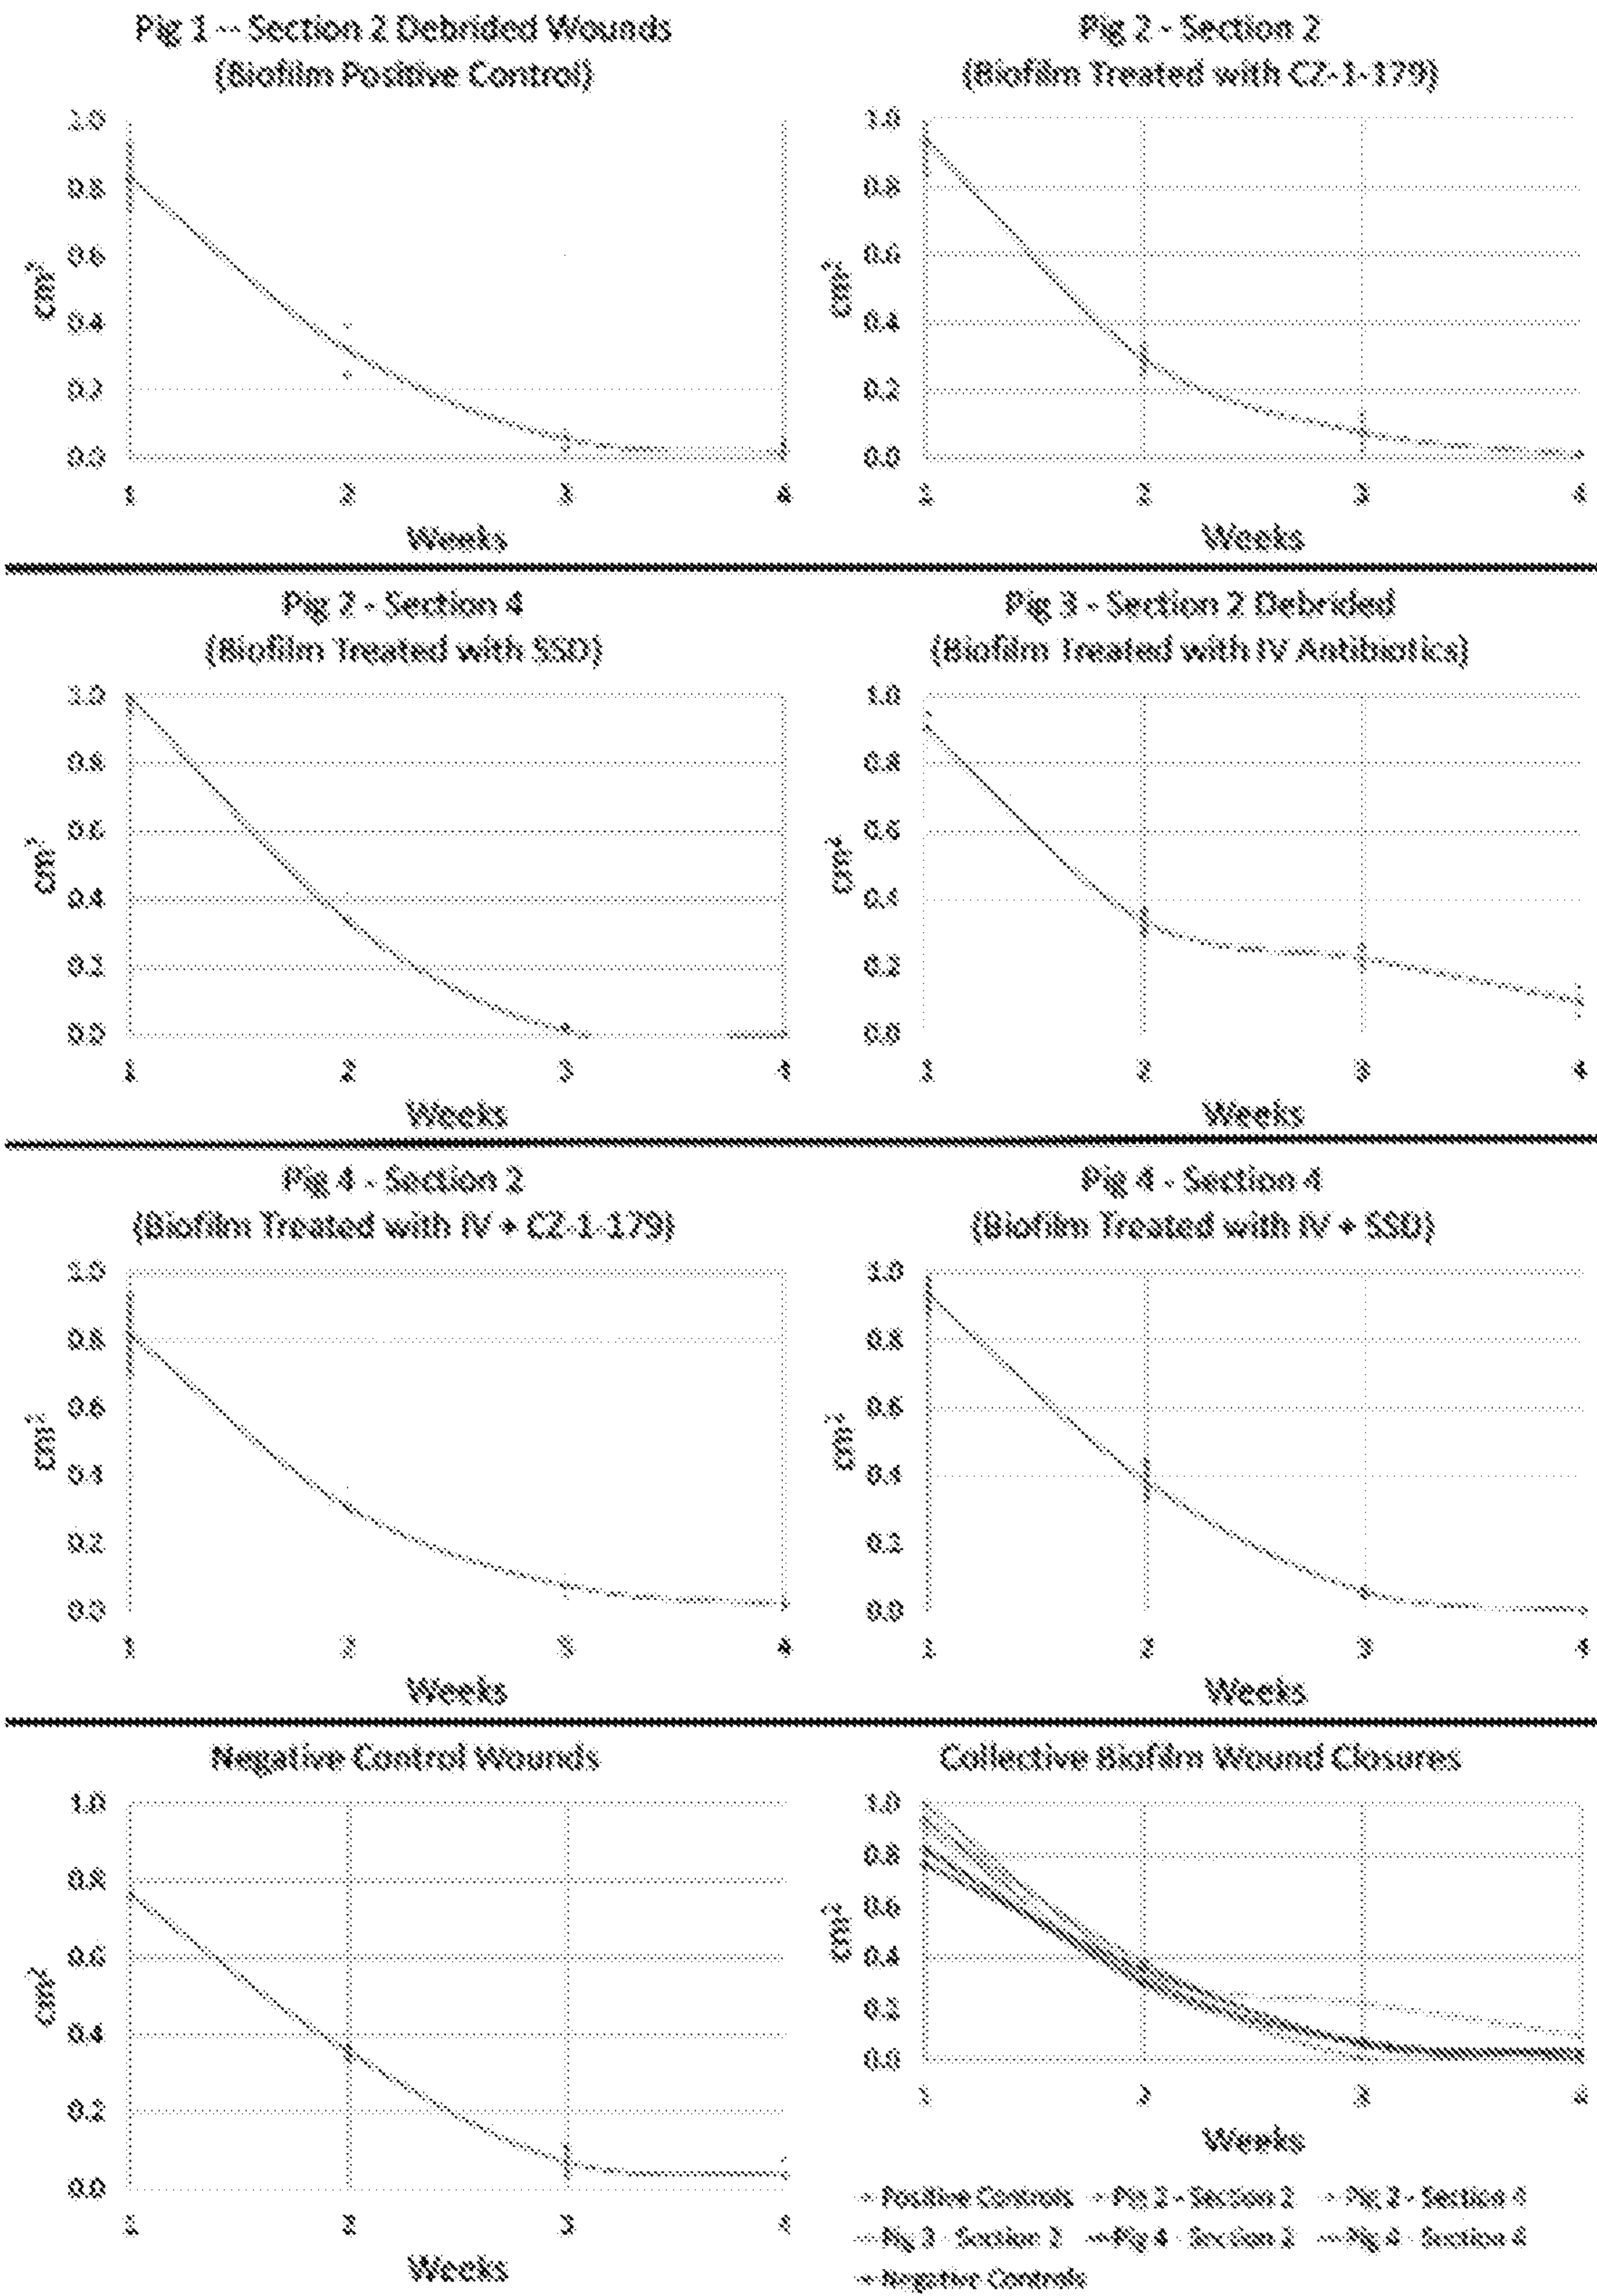 Pig 1 -- Section 2 Debrided Wounds
(Biofilm Positive Control)
1.0
0.8
0.6
0.4
0.2
0.0
cm²
1 2 3 4
Weeks
Pig 2 - Section 2
(Biofilm Treated with CZ-1-179)
1.0
0.8
0.6
0.4
0.2
0.0
cm²
1 2 3 4
Weeks
Pig 2 - Section 4
(Biofilm Treated with SSD)
1.0
0.8
0.6
0.4
0.2
0.0
cm²
1 2 3 4
Weeks
Pig 3 - Section 2 Debrided
(Biofilm Treated with IV Antibiotics)
1.0
0.8
0.6
0.4
0.2
0.0
cm²
1 2 3 4
Weeks
Pig 4 - Section 2
(Biofilm Treated with IV + CZ-1-179)
1.0
0.8
0.6
0.4
0.2
0.0
cm²
1 2 3 4
Weeks
Pig 4 - Section 4
(Biofilm Treated with IV + SSD)
1.0
0.8
0.6
0.4
0.2
0.0
cm²
1 2 3 4
Weeks
Negative Control Wounds
1.0
0.8
0.6
0.4
0.2
0.0
cm²
1 2 3 4
Weeks
Collective Biofilm Wound Closures
1.0
0.8
0.6
0.4
0.2
0.0
cm²
1 2 3 4
Weeks
Positive Controls Pig 2 - Section 2 Pig 2 - Section 4
Pig 3 - Section 2 Pig 4 - Section 2 Pig 4 - Section 4
Negative Controls